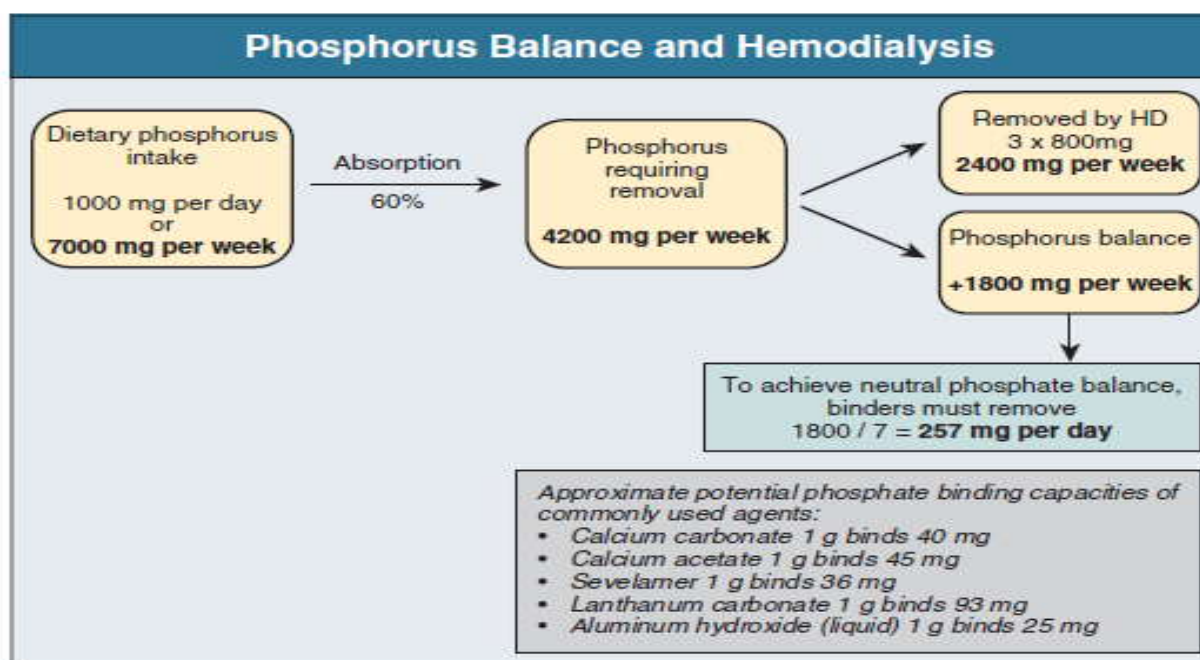 Phosphorus Balance and Hemodialysis
Dietary phosphorus
intake
1000 mg per day
or
7000 mg per week
Absorption
60%
Phosphorus
requiring
removal
4200 mg per week
Removed by HD
3 x 800mg
2400 mg per week
Phosphorus balance
+1800 mg per week
To achieve neutral phosphate balance,
binders must remove
1800 / 7 = 257 mg per day
Approximate potential phosphate binding capacities of
commonly used agents:
• Calcium carbonate 1 g binds 40 mg
• Calcium acetate 1 g binds 45 mg
• Sevelamer 1 g binds 36 mg
• Lanthanum carbonate 1 g binds 93 mg
• Aluminum hydroxide (liquid) 1 g binds 25 mg